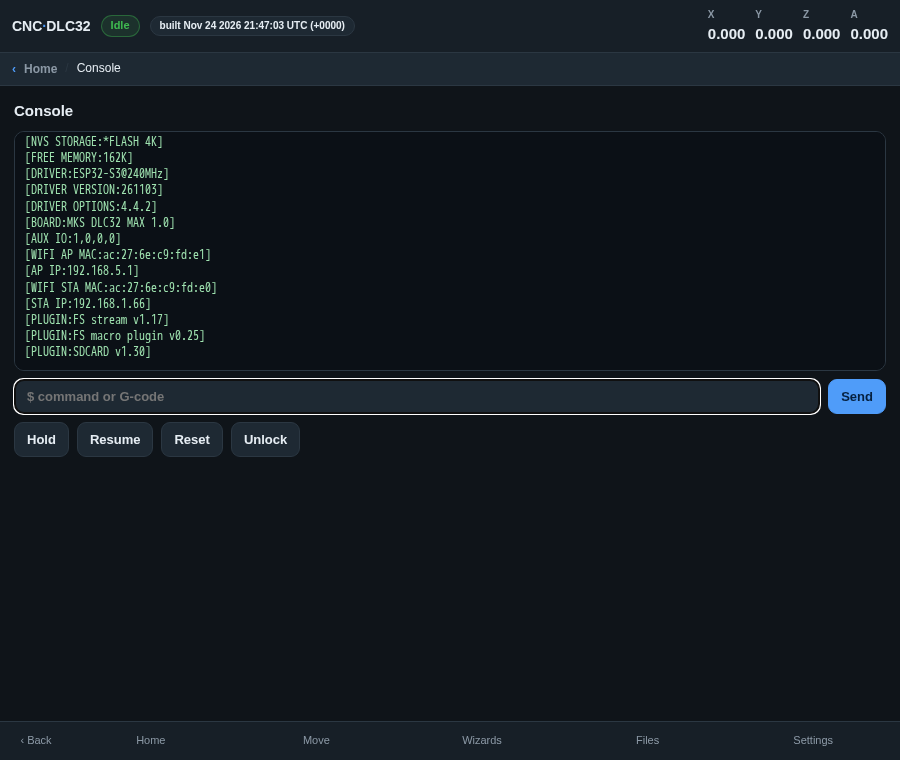 CNC·DLC32 Idle built Nov 24 2026 21:47:03 UTC (+0000)
X Y Z A
0.000 0.000 0.000 0.000
‹ Home / Console
Console
[NVS STORAGE:*FLASH 4K]
[FREE MEMORY:162K]
[DRIVER:ESP32-S3@240MHz]
[DRIVER VERSION:261103]
[DRIVER OPTIONS:4.4.2]
[BOARD:MKS DLC32 MAX 1.0]
[AUX IO:1,0,0,0]
[WIFI AP MAC:ac:27:6e:c9:fd:e1]
[AP IP:192.168.5.1]
[WIFI STA MAC:ac:27:6e:c9:fd:e0]
[STA IP:192.168.1.66]
[PLUGIN:FS stream v1.17]
[PLUGIN:FS macro plugin v0.25]
[PLUGIN:SDCARD v1.30]
$ command or G-code Send
Hold Resume Reset Unlock
‹ Back Home Move Wizards Files Settings